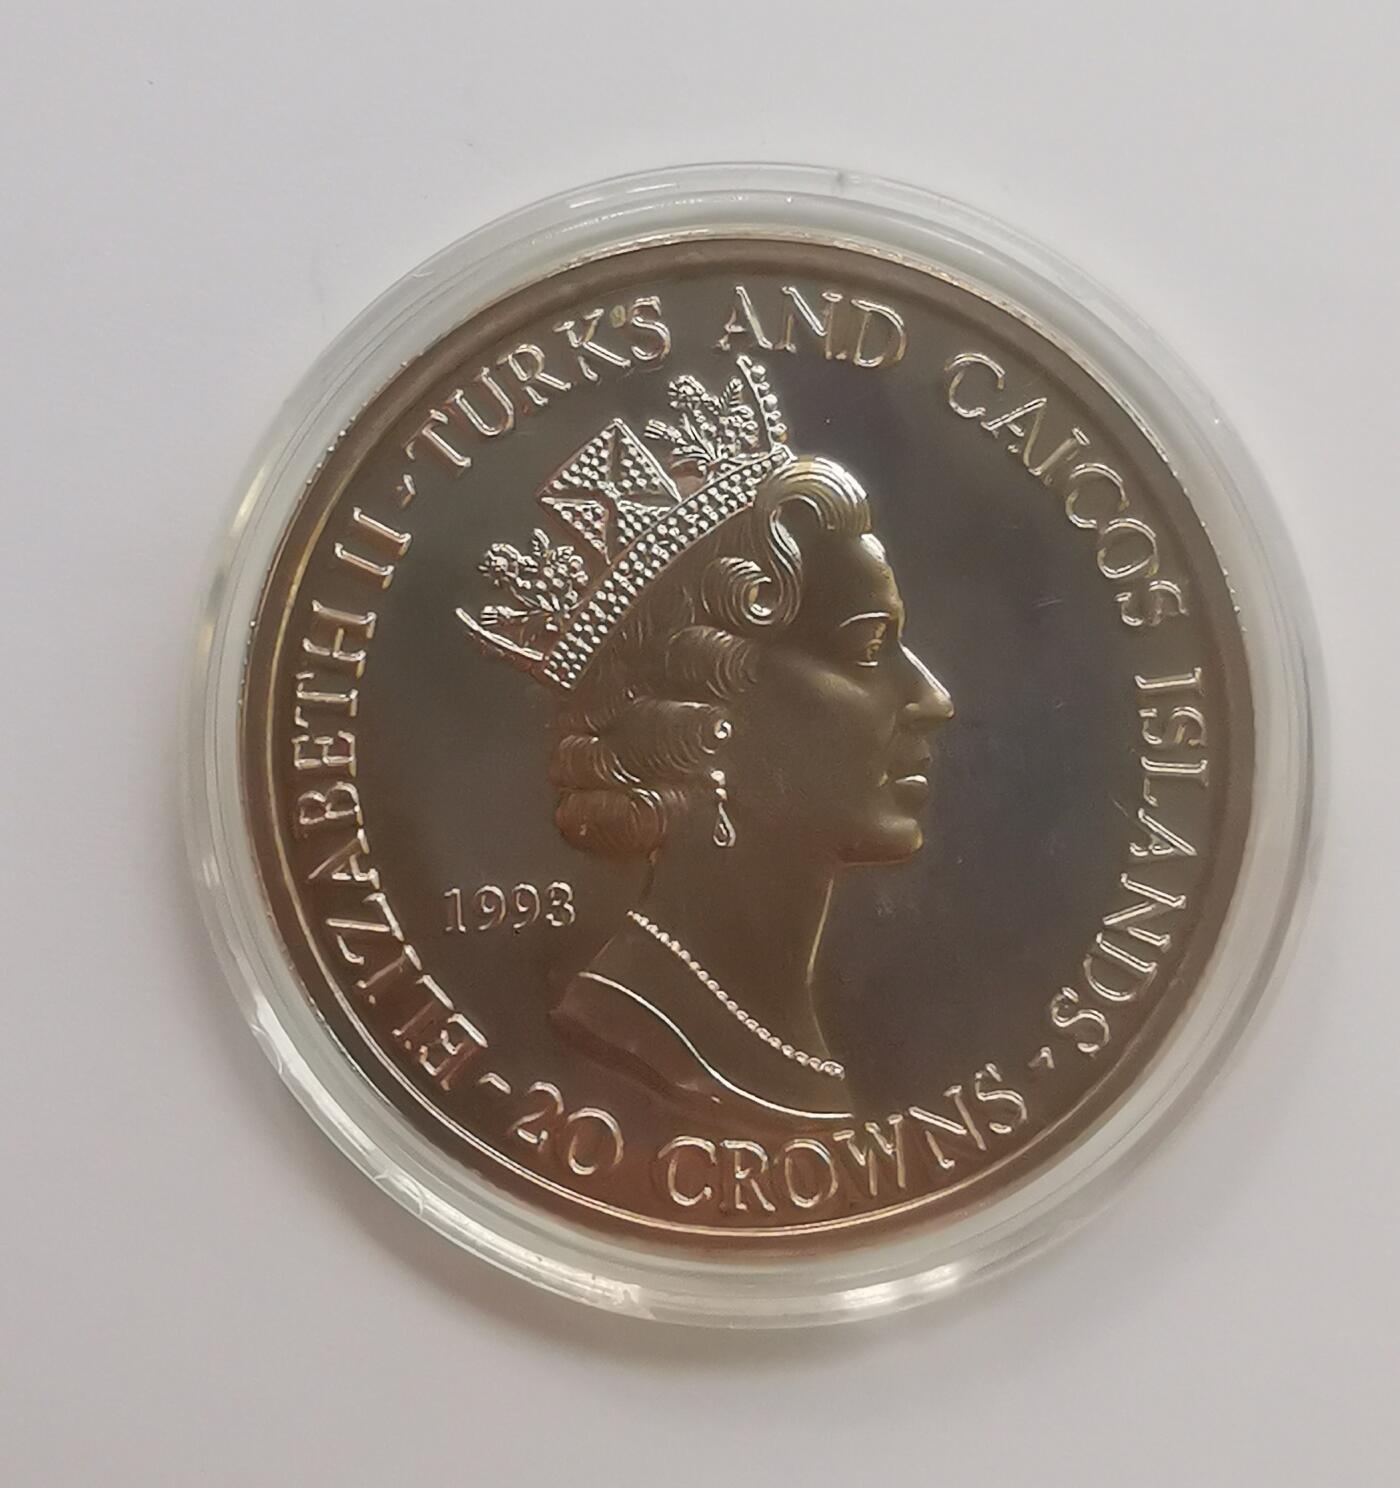 ELIZABETH II · TURKS AND CAICOS ISLANDS · 20 CROWNS ·
1993